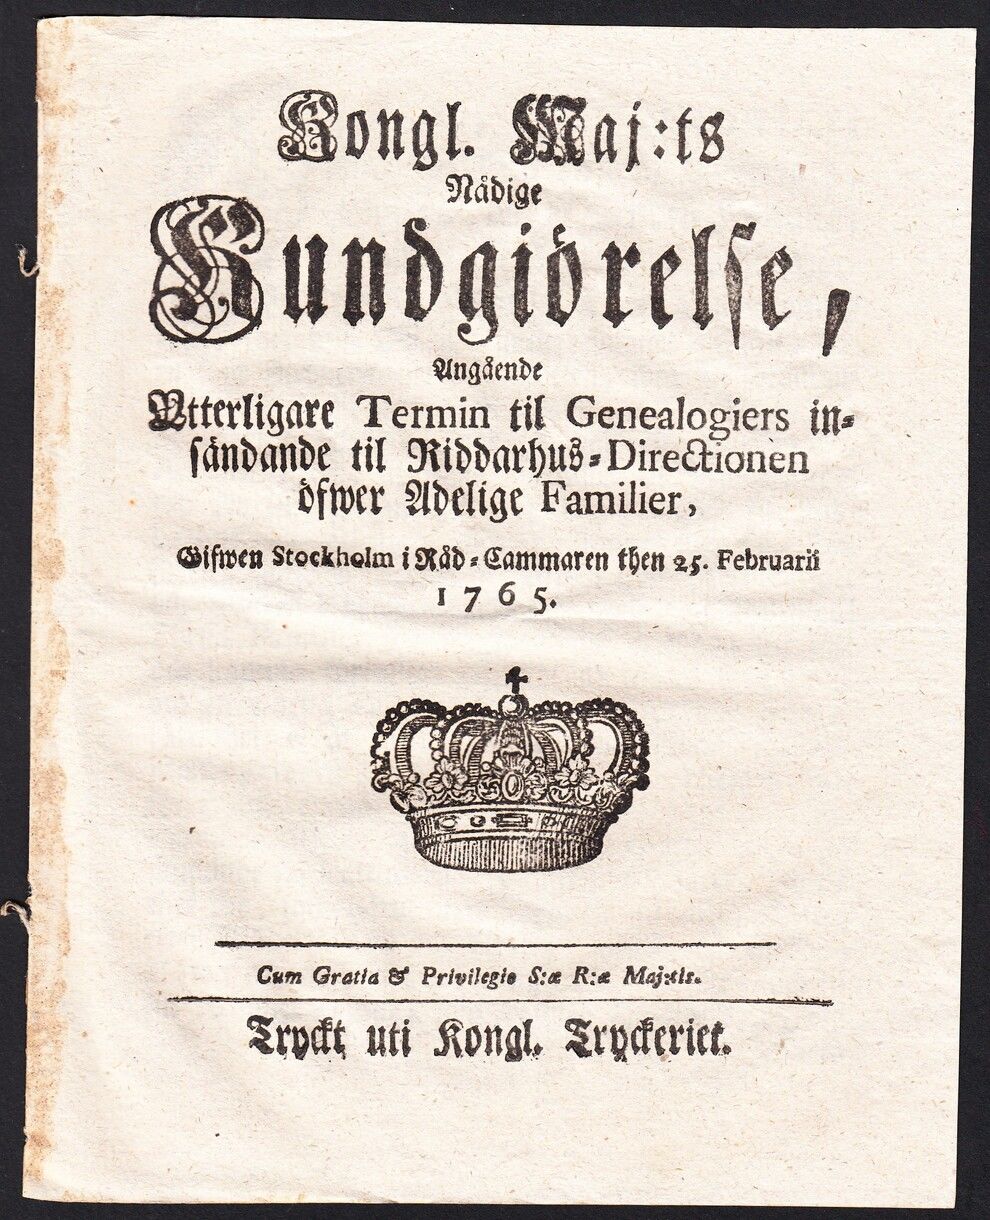 Kongl. Maj:ts
Nådige
Kundgiörelse,
Angående
Ytterligare Termin til Genealogiers in-
sändande til Riddarhus-Directionen
öfwer Adelige Familier,
Gifwen Stockholm i Råd-Cammaren then 25. Februarii
1765.
Cum Gratia & Privilegio S:æ R:æ Maj:tis.
Tryckt uti Kongl. Tryckeriet.